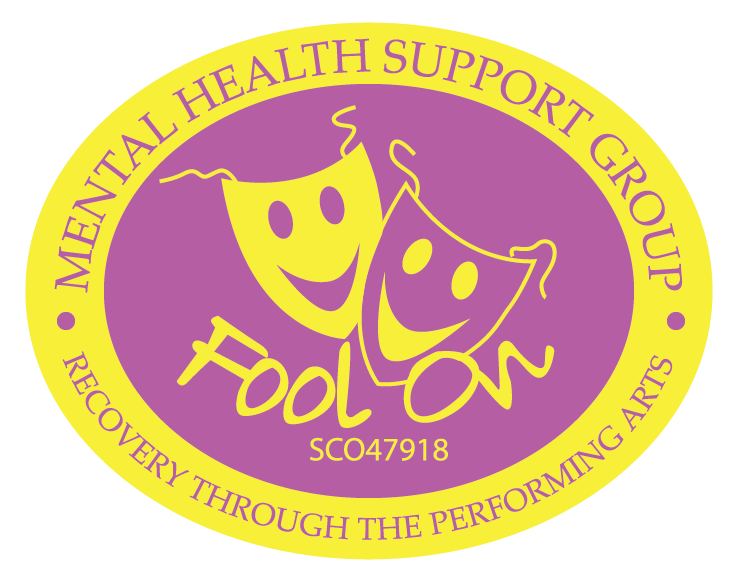 MENTAL HEALTH SUPPORT GROUP
Fool On
SCO47918
RECOVERY THROUGH THE PERFORMING ARTS